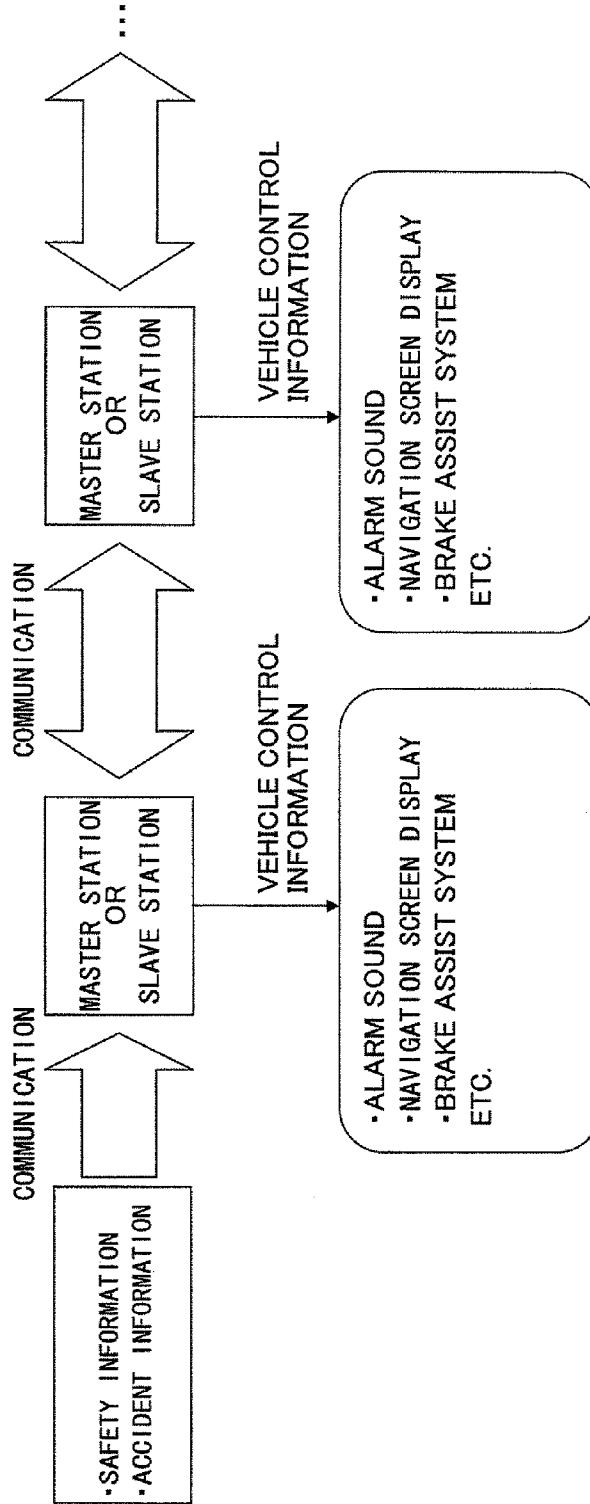 ・SAFETY INFORMATION
・ACCIDENT INFORMATION
COMMUNICATION
MASTER STATION
OR
SLAVE STATION
VEHICLE CONTROL
INFORMATION
・ALARM SOUND
・NAVIGATION SCREEN DISPLAY
・BRAKE ASSIST SYSTEM
ETC.
COMMUNICATION
MASTER STATION
OR
SLAVE STATION
VEHICLE CONTROL
INFORMATION
・ALARM SOUND
・NAVIGATION SCREEN DISPLAY
・BRAKE ASSIST SYSTEM
ETC.
...